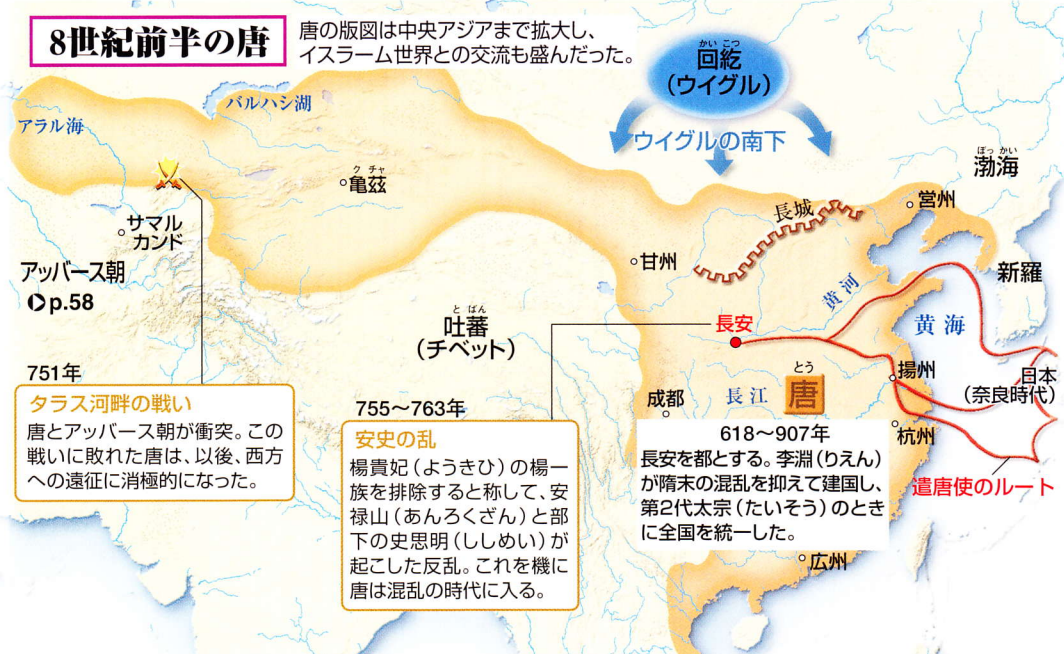 8世紀前半の唐
唐の版図は中央アジアまで拡大し、
イスラーム世界との交流も盛んだった。
かい こつ
回紇
(ウイグル)
ウイグルの南下
アラル海
バルハシ湖
ぼっ かい
渤海
ク チャ
亀茲
営州
長城
サマル
カンド
甘州
新羅
アッバース朝
p.58
黄河
と ばん
吐蕃
(チベット)
長安
黄海
揚州
日本
(奈良時代)
とう
唐
長江
成都
杭州
751年
タラス河畔の戦い
唐とアッバース朝が衝突。この
戦いに敗れた唐は、以後、西方
への遠征に消極的になった。
755～763年
安史の乱
楊貴妃(ようきひ)の楊一
族を排除すると称して、安
禄山(あんろくざん)と部
下の史思明(ししめい)が
起こした反乱。これを機に
唐は混乱の時代に入る。
618～907年
長安を都とする。李淵(りえん)
が隋末の混乱を抑えて建国し、
第2代太宗(たいそう)のとき
に全国を統一した。
遣唐使のルート
広州